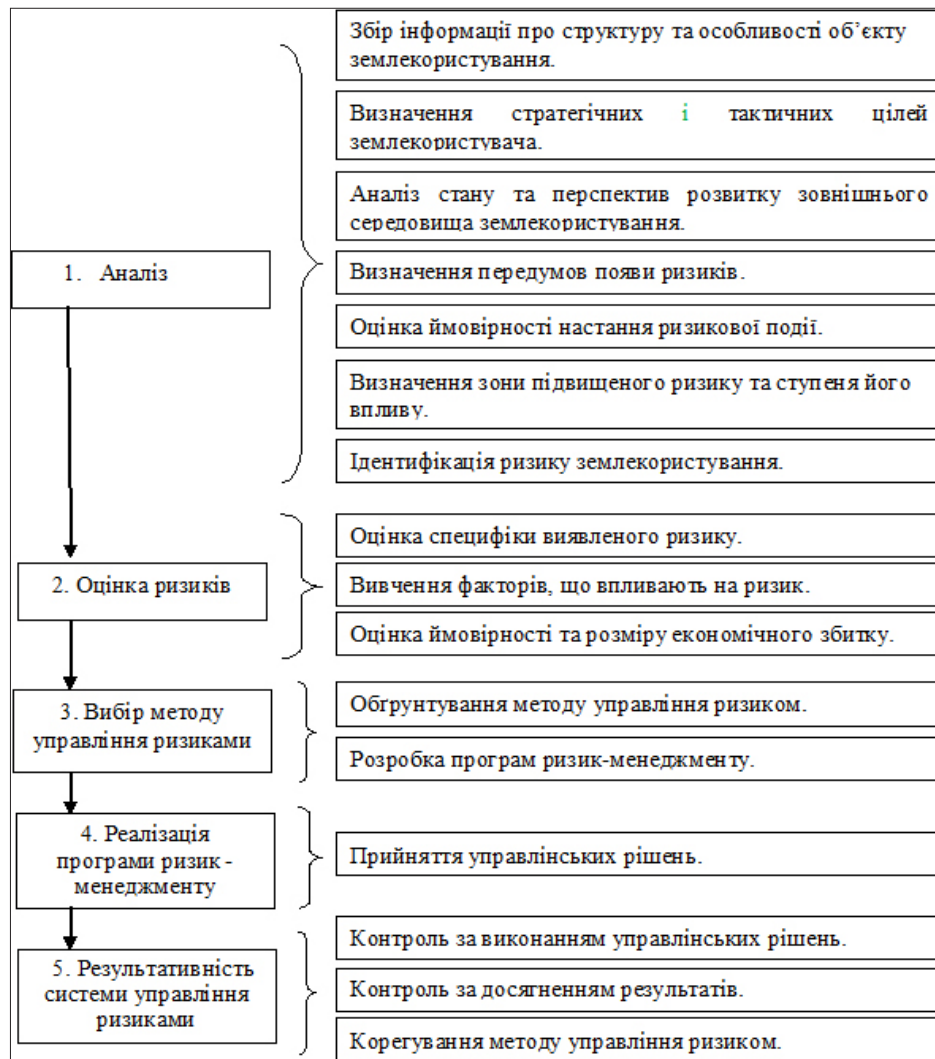 Збір інформації про структуру та особливості об’єкту
землекористування.
Визначення стратегічних і тактичних цілей
землекористувача.
Аналіз стану та перспектив розвитку зовнішнього
середовища землекористування.
1. Аналіз
Визначення передумов появи ризиків.
Оцінка ймовірності настання ризикової події.
Визначення зони підвищеного ризику та ступеня його
впливу.
Ідентифікація ризику землекористування.
2. Оцінка ризиків
Оцінка специфіки виявленого ризику.
Вивчення факторів, що впливають на ризик.
Оцінка ймовірності та розміру економічного збитку.
3. Вибір методу
управління ризиками
Обґрунтування методу управління ризиком.
Розробка програм ризик-менеджменту.
4. Реалізація
програми ризик -
менеджменту
Прийняття управлінських рішень.
5. Результативність
системи управління
ризиками
Контроль за виконанням управлінських рішень.
Контроль за досягненням результатів.
Корегування методу управління ризиком.